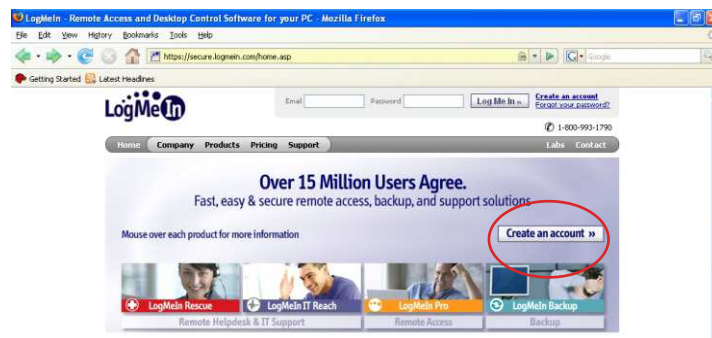 LogMeIn - Remote Access and Desktop Control Software for your PC - Mozilla Firefox
File Edit View History Bookmarks Tools Help
https://secure.logmein.com/home.asp
Google
Getting Started Latest Headlines
LogMeIn
Email Password Log Me In » Create an account
Forgot your password?
1-800-993-1790
Home Company Products Pricing Support Labs Contact
Over 15 Million Users Agree.
Fast, easy & secure remote access, backup, and support solutions
Mouse over each product for more information
Create an account »
LogMeIn Rescue LogMeIn IT Reach LogMeIn Pro LogMeIn Backup
Remote Helpdesk & IT Support Remote Access Backup